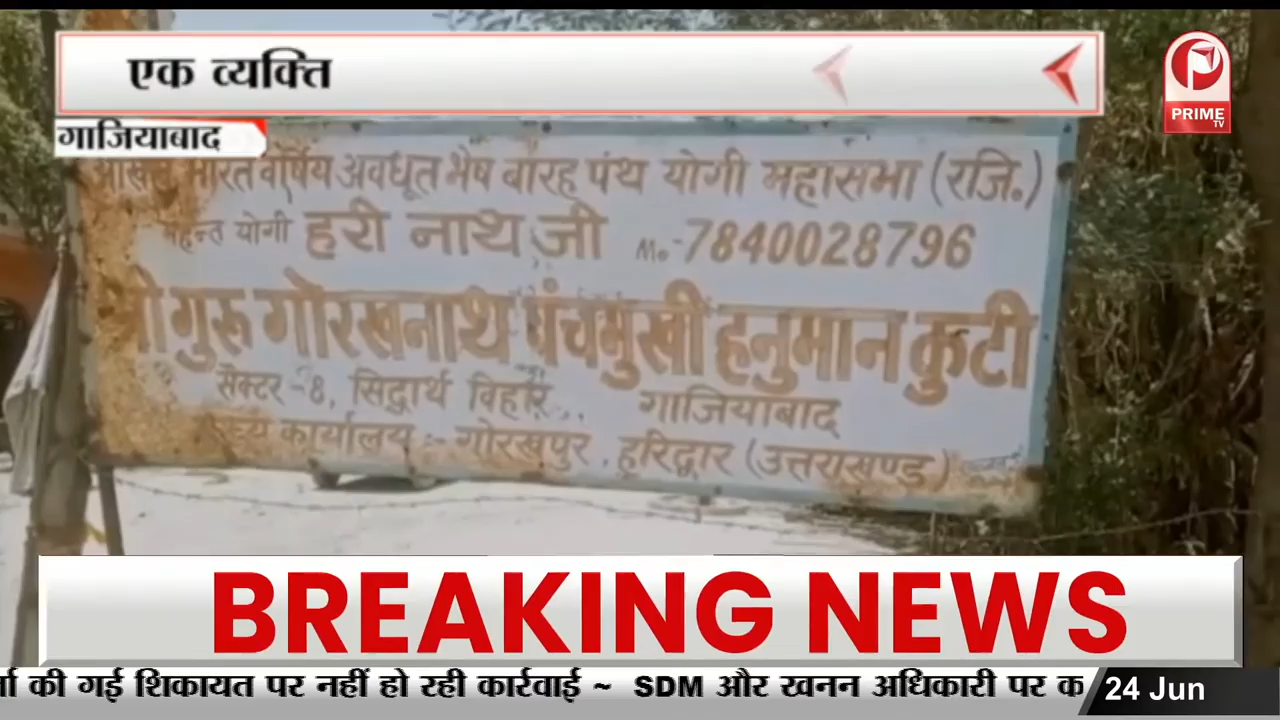 एक व्यक्ति
PRIME
TV
गाजियाबाद
भारत वर्षिय अवधूत भेष बारह पंथ योगी महासभा (रजि.)
महन्त योगी हरी नाथ जी Mo-7840028796
श्री गुरु गोरखनाथ पंचमुखी हनुमान कुटी
सैक्टर-8, सिद्धार्थ विहार गाजियाबाद
कार्यालय :- गोरखपुर, हरिद्वार (उत्तराखण्ड)
BREAKING NEWS
की गई शिकायत पर नहीं हो रही कार्रवाई ~ SDM और खनन अधिकारी पर
24 Jun